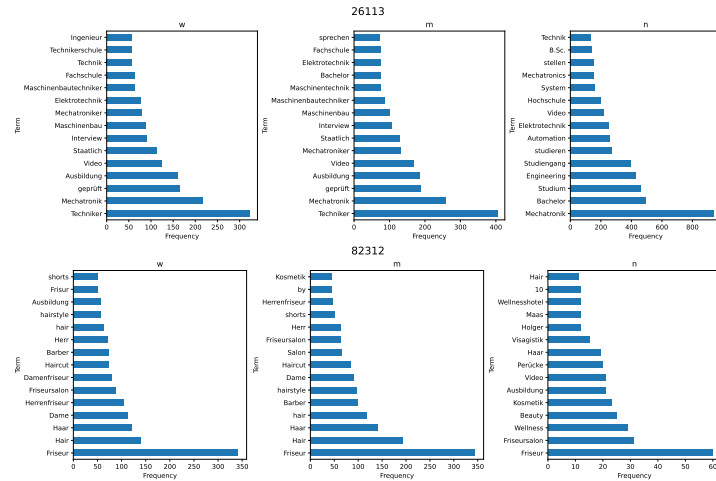 26113
w
Ingenieur
Technikerschule
Technik
Fachschule
Maschinenbautechniker
Elektrotechnik
Mechatroniker
Maschinenbau
Interview
Staatlich
Video
Ausbildung
geprüft
Mechatronik
Techniker
Term
0 50 100 150 200 250 300
Frequency
m
sprechen
Fachschule
Elektrotechnik
Bachelor
Maschinentechnik
Maschinenbautechniker
Maschinenbau
Interview
Staatlich
Mechatroniker
Video
Ausbildung
geprüft
Mechatronik
Techniker
Term
0 100 200 300 400
Frequency
n
Technik
B.Sc.
stellen
Mechatronics
System
Hochschule
Video
Elektrotechnik
Automation
studieren
Studiengang
Engineering
Studium
Bachelor
Mechatronik
Term
0 200 400 600 800
Frequency
82312
w
shorts
Frisur
Ausbildung
hairstyle
hair
Herr
Barber
Haircut
Damenfriseur
Friseursalon
Herrenfriseur
Dame
Haar
Hair
Friseur
Term
0 50 100 150 200 250 300 350
Frequency
m
Kosmetik
by
Herrenfriseur
shorts
Herr
Friseursalon
Salon
Haircut
Dame
hairstyle
Barber
hair
Haar
Hair
Friseur
Term
0 50 100 150 200 250 300 350
Frequency
n
Hair
10
Wellnesshotel
Maas
Holger
Visagistik
Haar
Perücke
Video
Ausbildung
Kosmetik
Beauty
Wellness
Friseursalon
Friseur
Term
0 10 20 30 40 50 60
Frequency